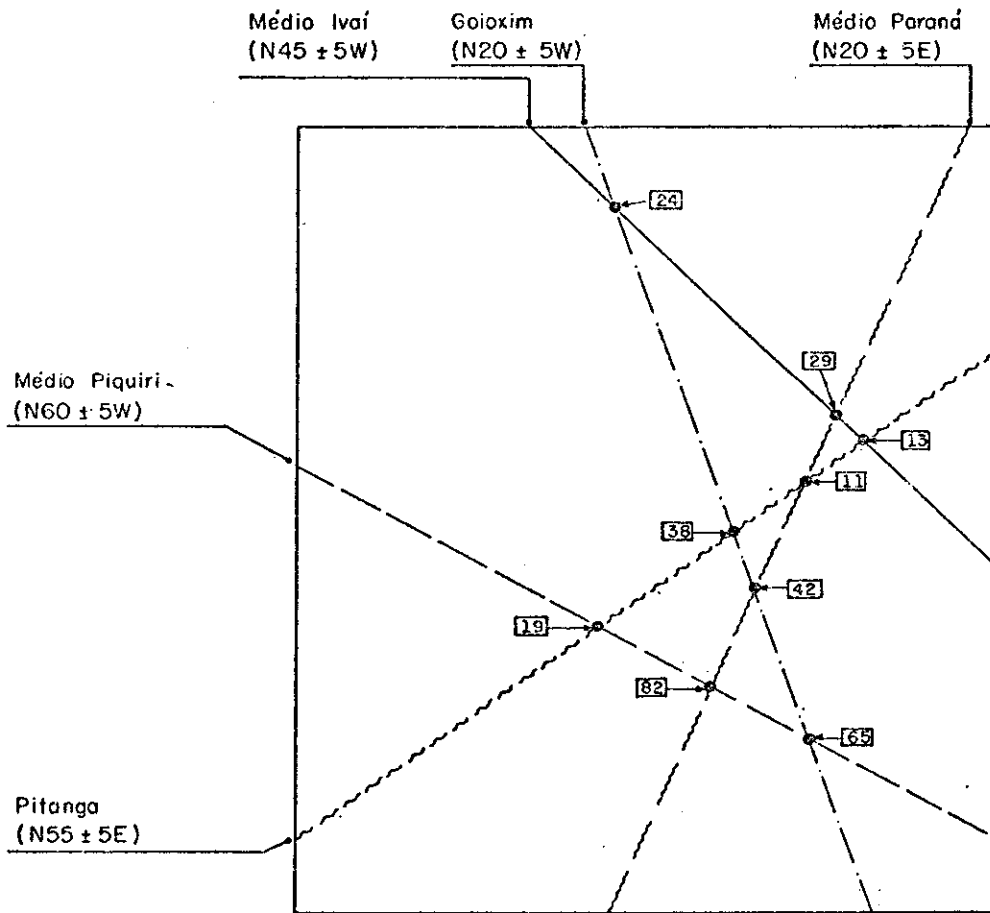 Médio Ivaí
(N45 ± 5W)
Goioxim
(N20 ± 5W)
Médio Paraná
(N20 ± 5E)
24
29
Médio Piquiri
(N60 ± 5W)
13
11
38
42
19
82
65
Pitanga
(N55 ± 5E)